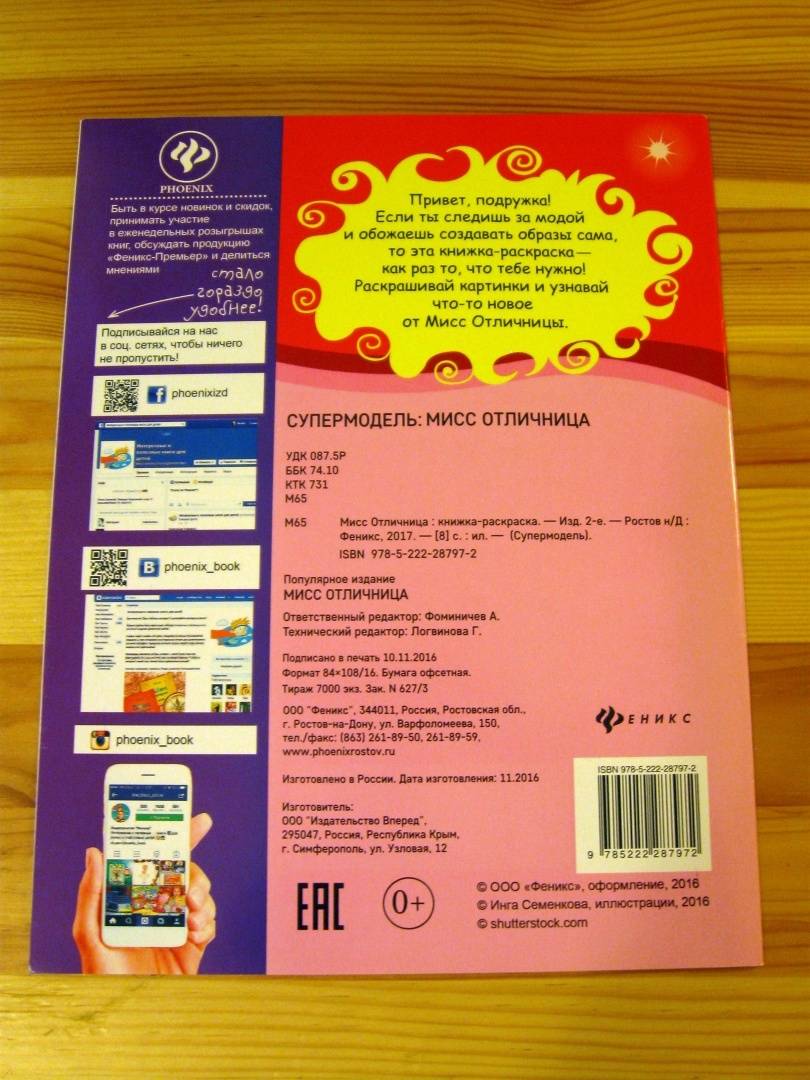 PHOENIX
Быть в курсе новинок и скидок,
принимать участие
в еженедельных розыгрышах
книг, обсуждать продукцию
«Феникс-Премьер» и делиться
мнениями
стало
гораздо
удобнее!
Подписывайся на нас
в соц. сетях, чтобы ничего
не пропустить!
phoenixizd
phoenix_book
phoenix_book
Привет, подружка!
Если ты следишь за модой
и обожаешь создавать образы сама,
то эта книжка-раскраска —
как раз то, что тебе нужно!
Раскрашивай картинки и узнавай
что-то новое
от Мисс Отличницы.
СУПЕРМОДЕЛЬ: МИСС ОТЛИЧНИЦА
УДК 087.5Р
ББК 74.10
КТК 731
М65
М65 Мисс Отличница : книжка-раскраска. — Изд. 2-е. — Ростов н/Д :
Феникс, 2017. — [8] с. : ил. — (Супермодель).
ISBN 978-5-222-28797-2
Популярное издание
МИСС ОТЛИЧНИЦА
Ответственный редактор: Фоминичев А.
Технический редактор: Логвинова Г.
Подписано в печать 10.11.2016
Формат 84×108/16. Бумага офсетная.
Тираж 7000 экз. Зак. N 627/3
ООО "Феникс", 344011, Россия, Ростовская обл.,
г. Ростов-на-Дону, ул. Варфоломеева, 150,
тел./факс: (863) 261-89-50, 261-89-59,
www.phoenixrostov.ru
ФЕНИКС
Изготовлено в России. Дата изготовления: 11.2016
Изготовитель:
ООО "Издательство Вперед",
295047, Россия, Республика Крым,
г. Симферополь, ул. Узловая, 12
ISBN 978-5-222-28797-2
9 785222 287972
ЕАС
0+
© ООО «Феникс», оформление, 2016
© Инга Семенкова, иллюстрации, 2016
© shutterstock.com